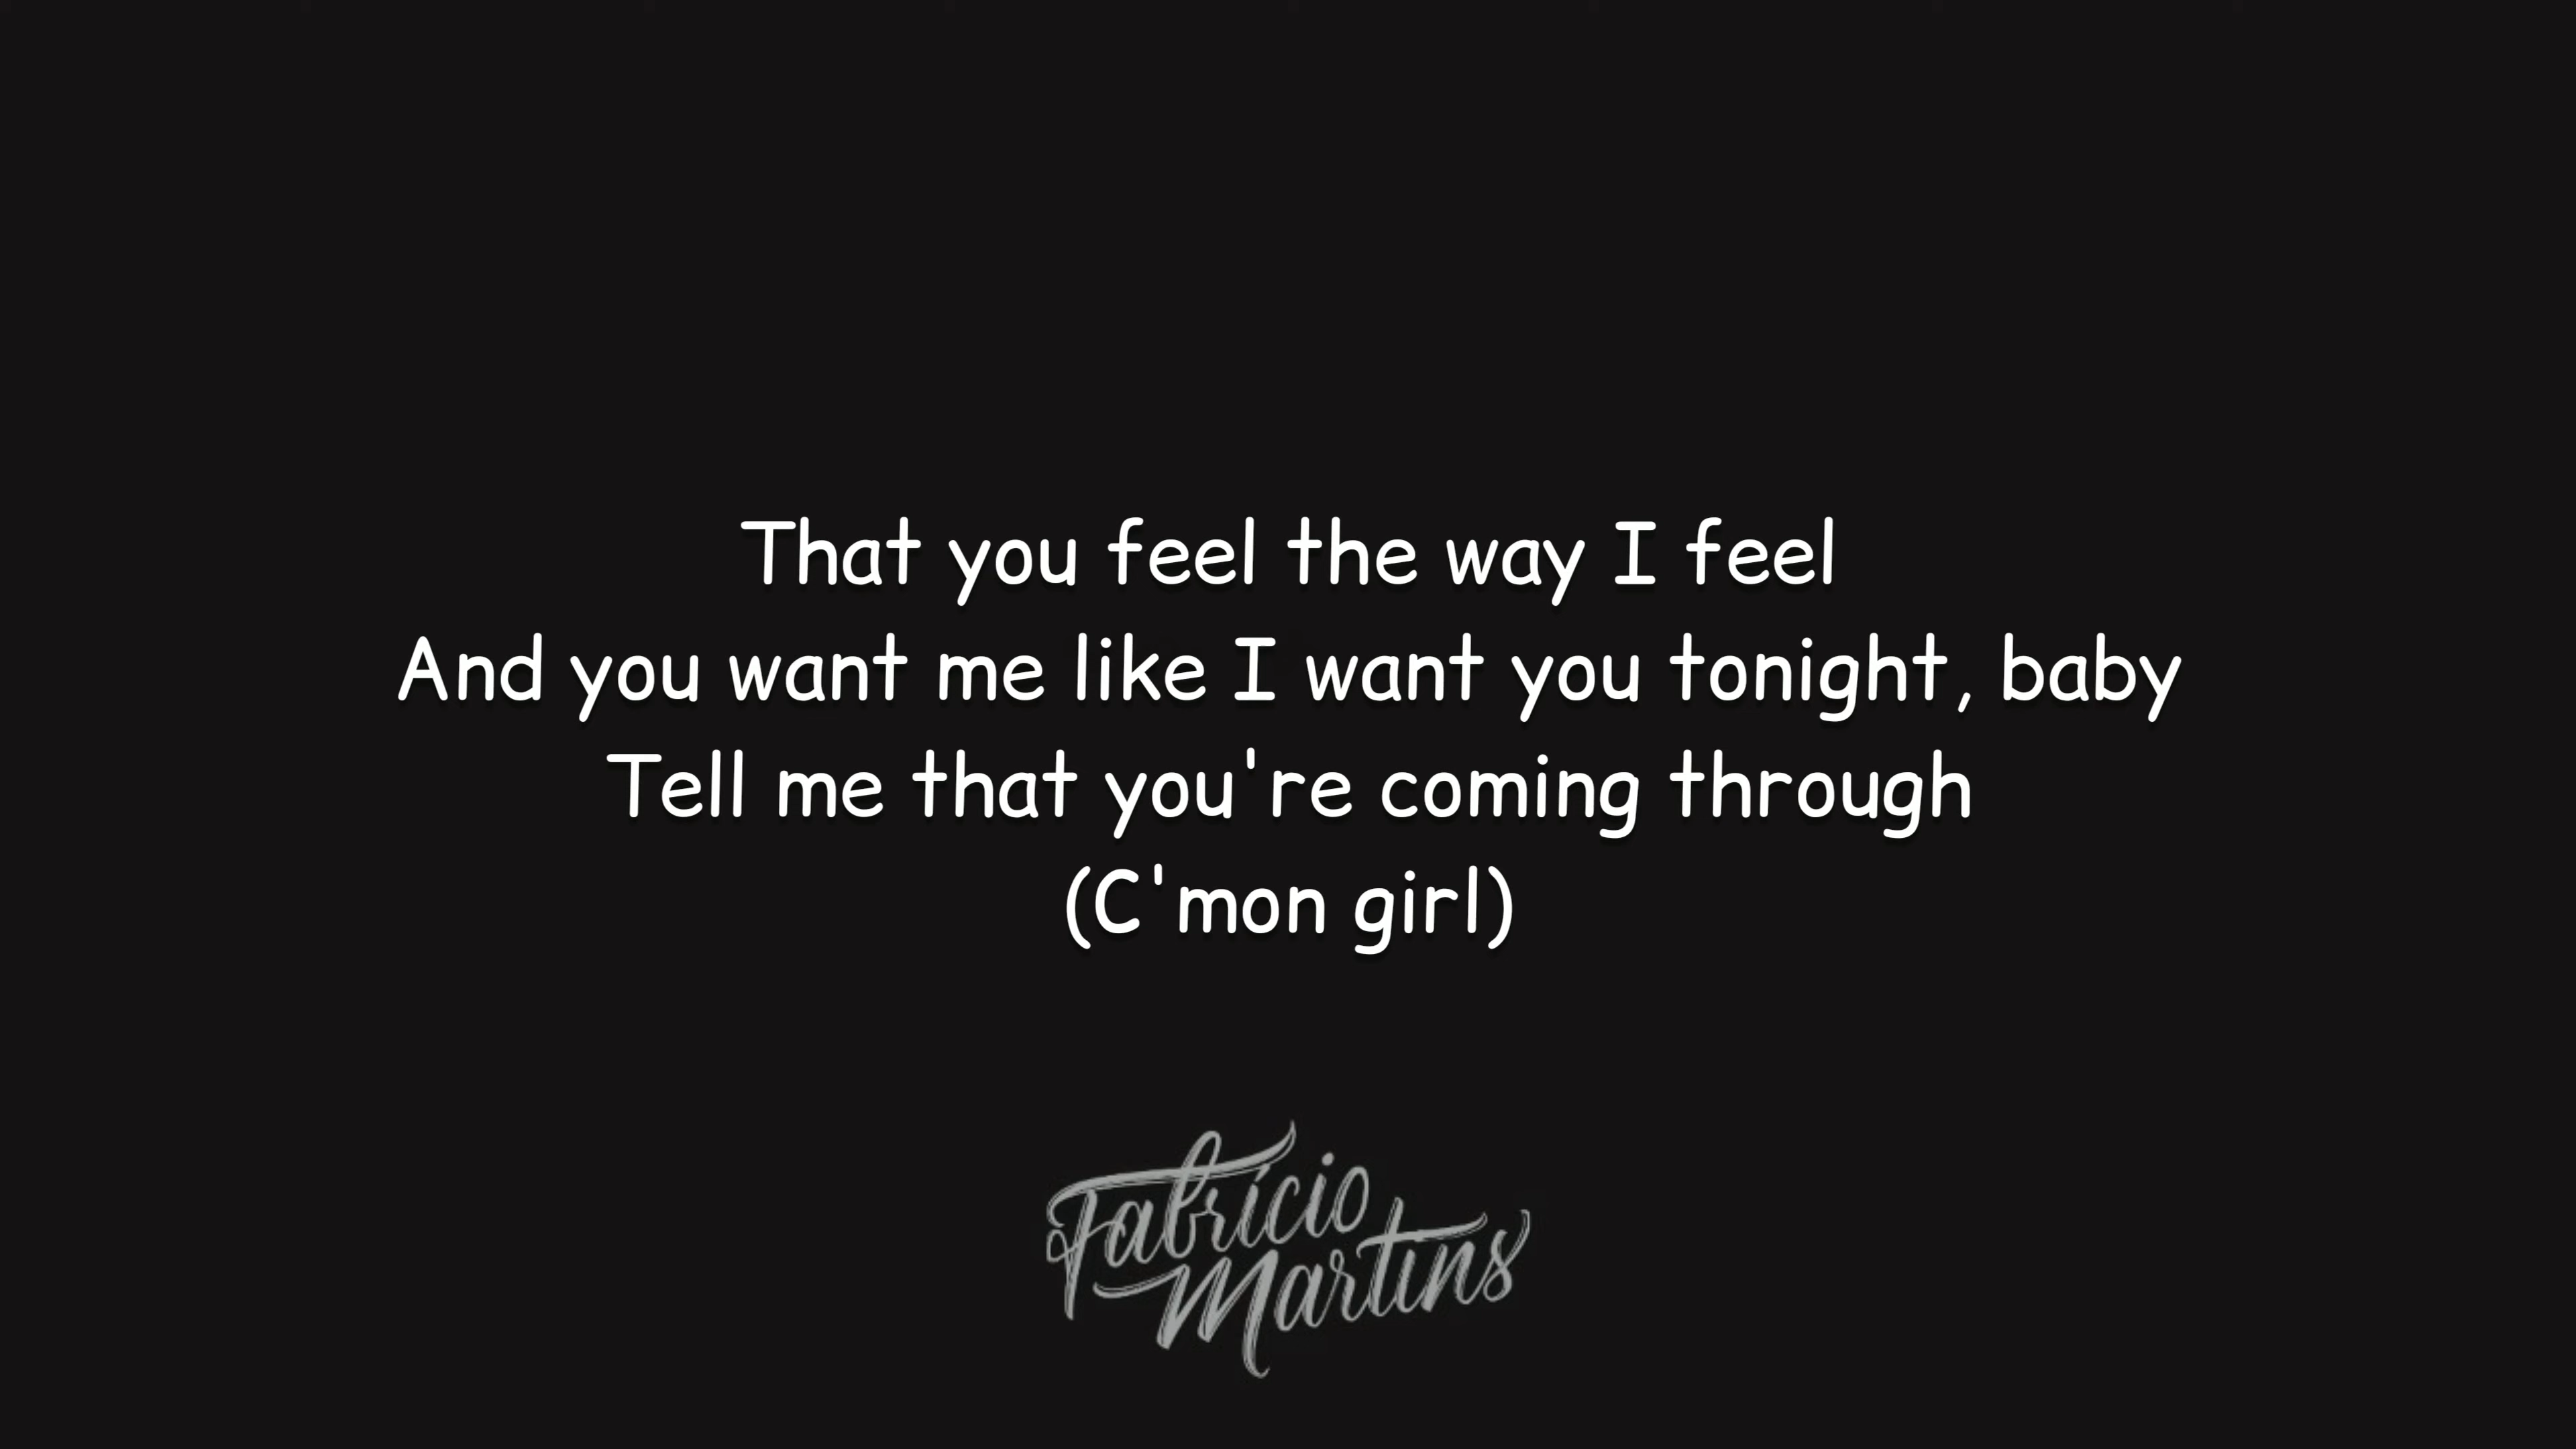 That you feel the way I feel
And you want me like I want you tonight, baby
Tell me that you're coming through
(C'mon girl)
Fabrício
Martins